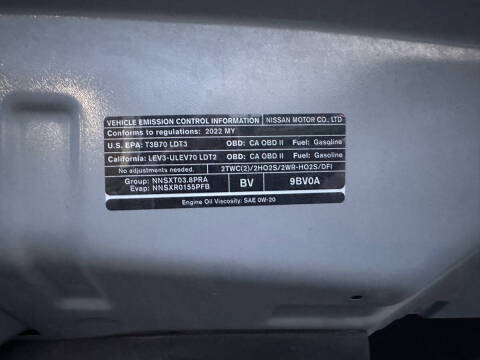 VEHICLE EMISSION CONTROL INFORMATION NISSAN MOTOR CO., LTD
Conforms to regulations: 2022 MY
U.S. EPA: T3B70 LDT3 OBD: CA OBD II Fuel: Gasoline
California: LEV3-ULEV70 LDT2 OBD: CA OBD II Fuel: Gasoline
No adjustments needed. 2TWC(2)/2HO2S/2WR-HO2S/DFI
Group: NNSXT03.8PRA
Evap: NNSXR0155PFB
BV 9BV0A
Engine Oil Viscosity: SAE 0W-20